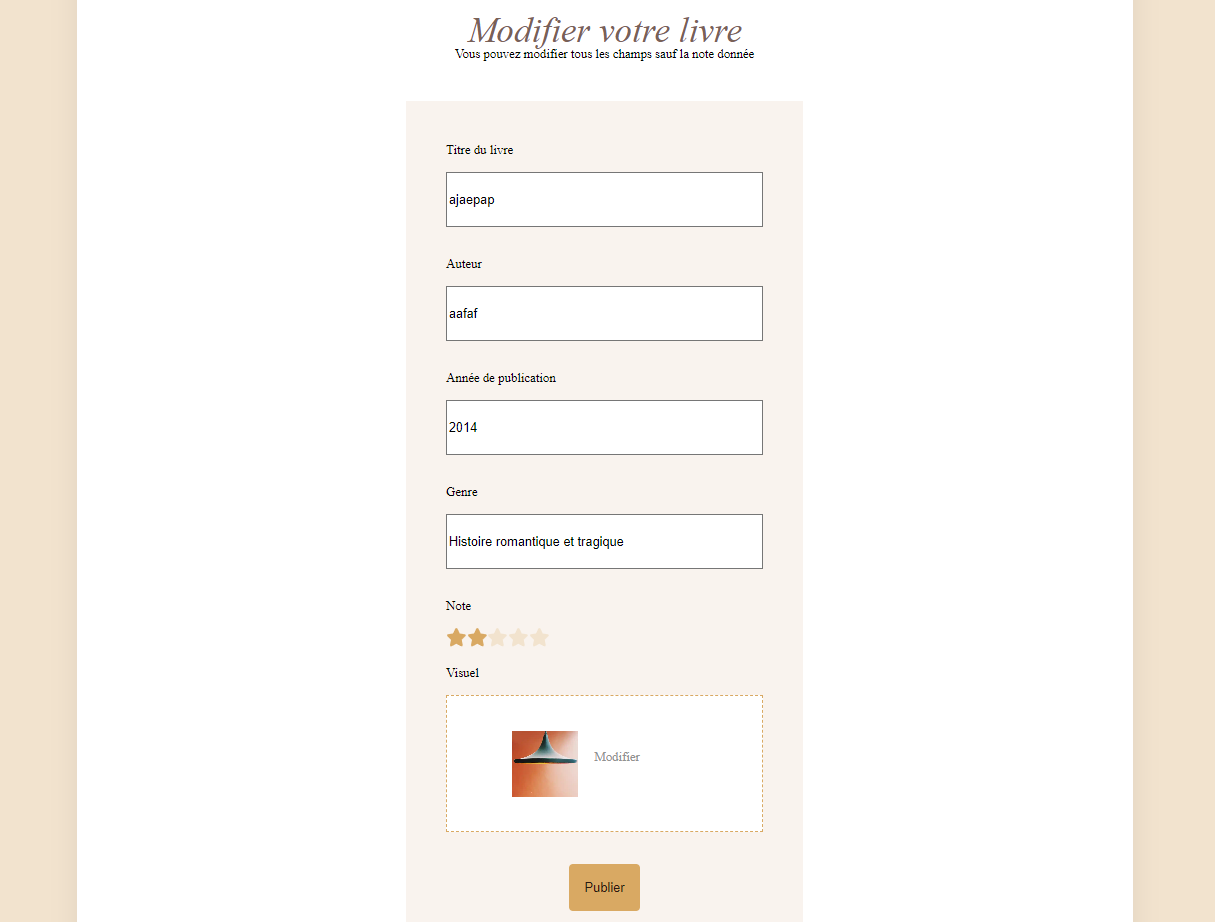 Modifier votre livre
Vous pouvez modifier tous les champs sauf la note donnée
Titre du livre
ajaepap
Auteur
aafaf
Année de publication
2014
Genre
Histoire romantique et tragique
Note
Visuel
Modifier
Publier